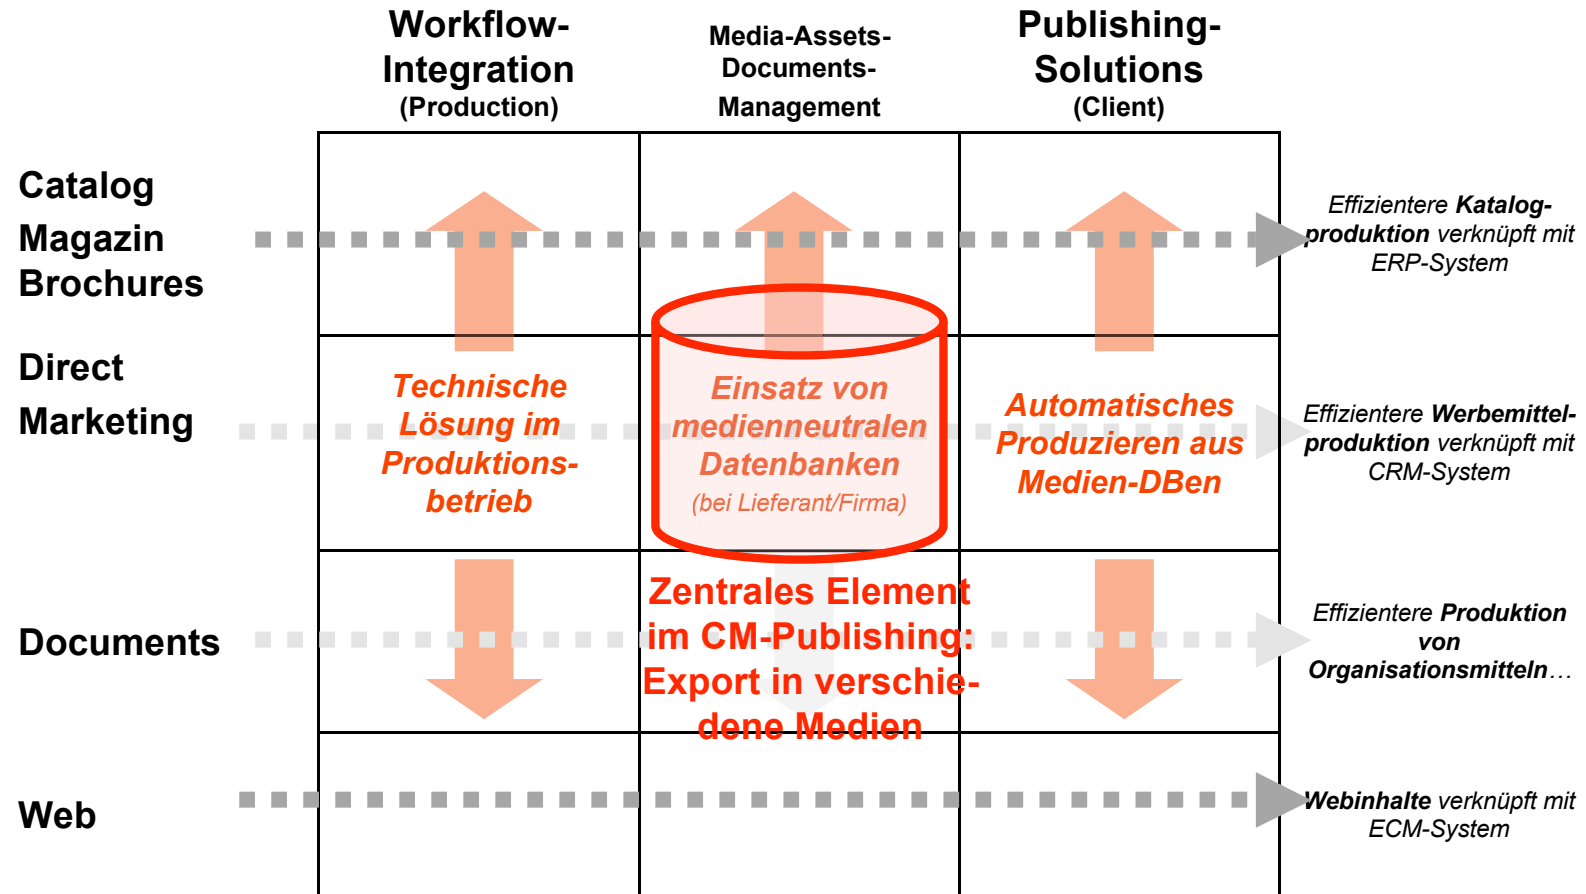 Workflow-
Integration
(Production)
Media-Assets-
Documents-
Management
Publishing-
Solutions
(Client)
Catalog
Magazin
Brochures
Effizientere Katalog-
produktion verknüpft mit
ERP-System
Direct
Marketing
Technische
Lösung im
Produktions-
betrieb
Einsatz von
medienneutralen
Datenbanken
(bei Lieferant/Firma)
Automatisches
Produzieren aus
Medien-DBen
Effizientere Werbemittel-
produktion verknüpft mit
CRM-System
Documents
Zentrales Element
im CM-Publishing:
Export in verschie-
dene Medien
Effizientere Produktion
von
Organisationsmitteln…
Web
Webinhalte verknüpft mit
ECM-System